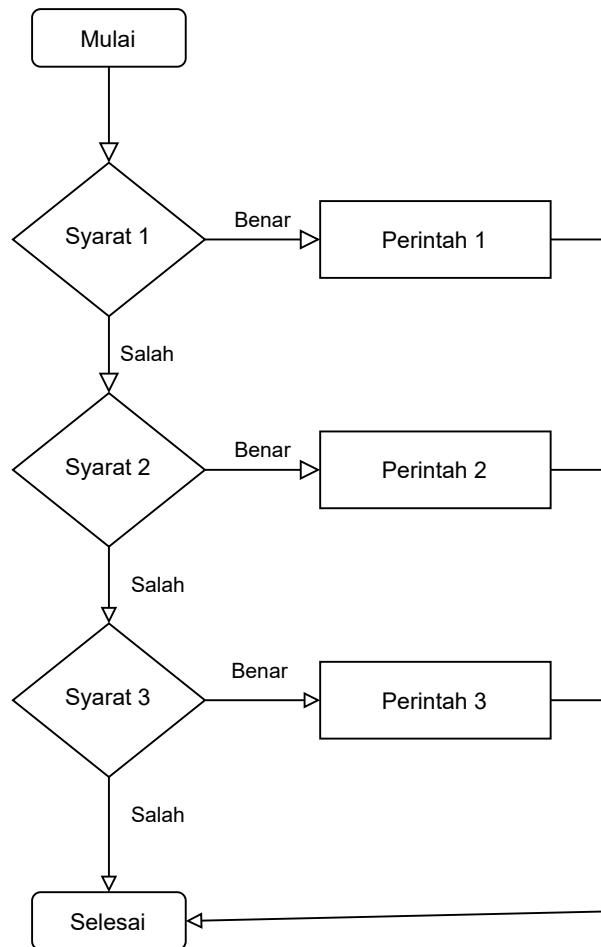 Mulai
Syarat 1
Benar
Perintah 1
Salah
Syarat 2
Benar
Perintah 2
Salah
Syarat 3
Benar
Perintah 3
Salah
Selesai